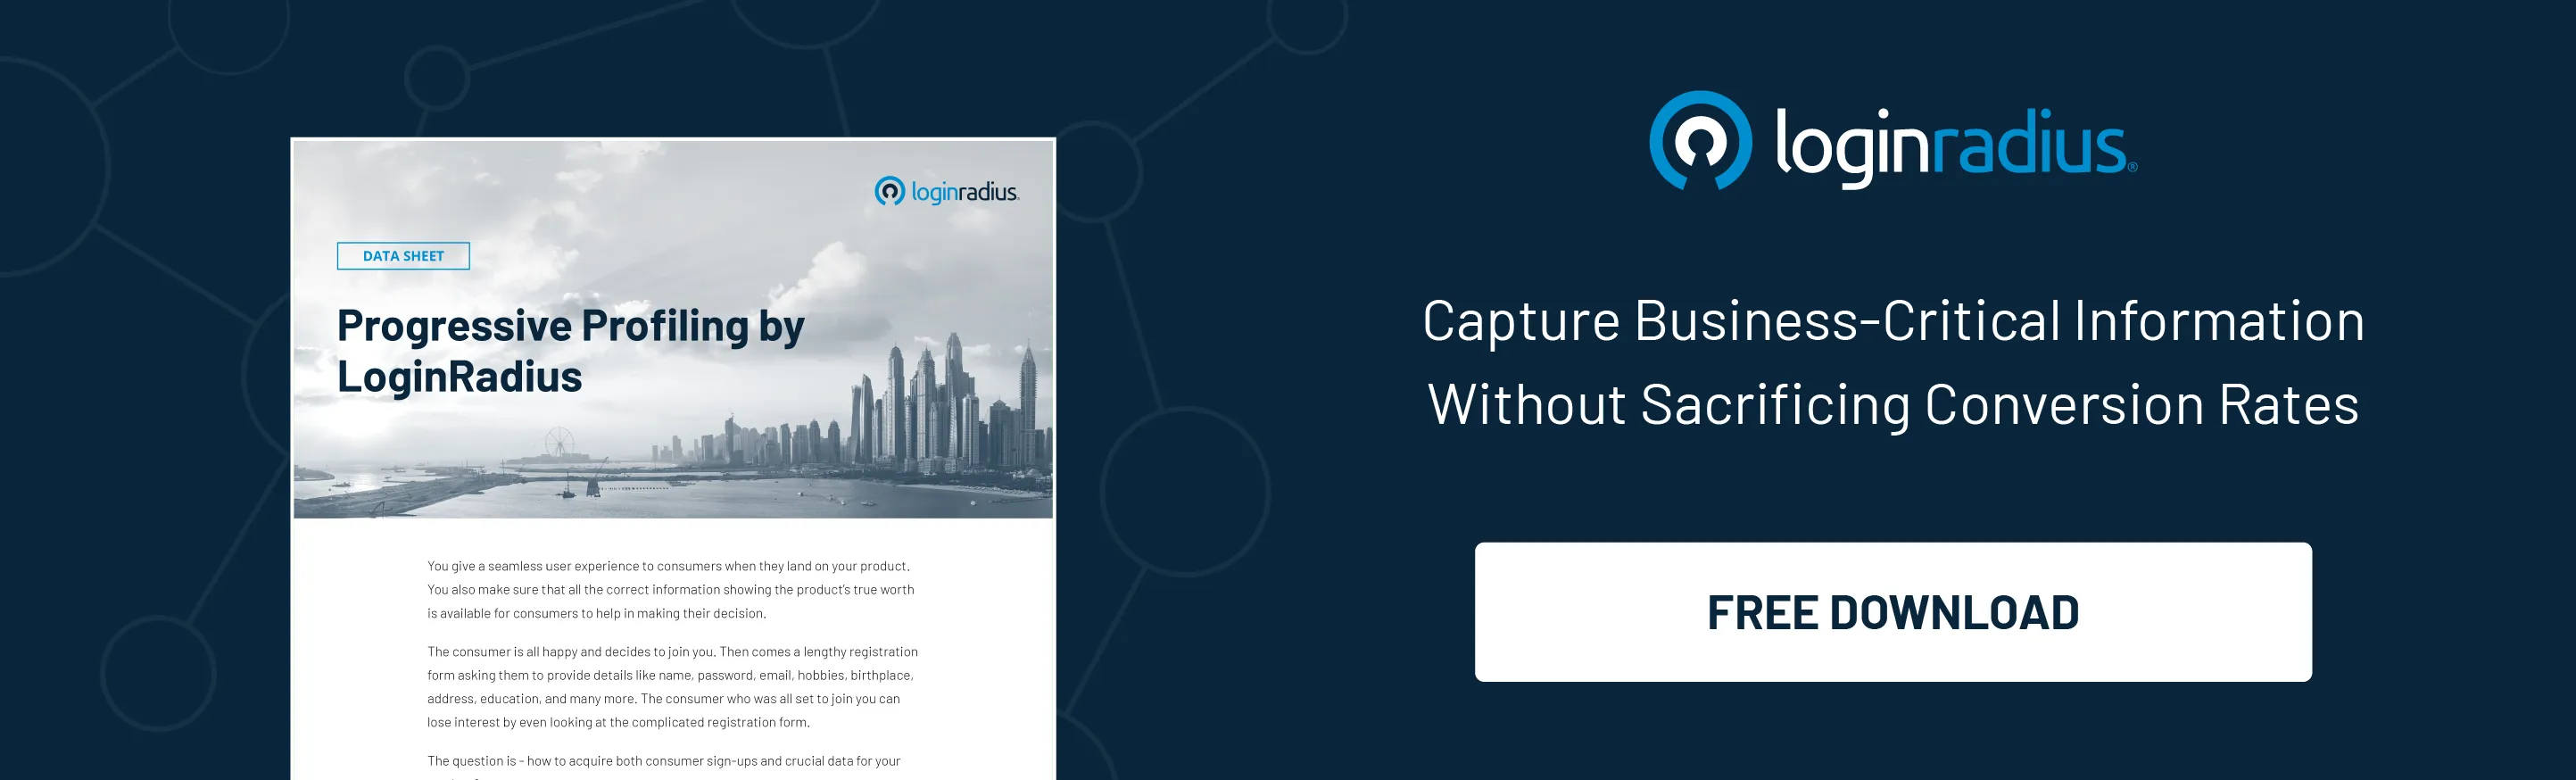 loginradius
DATA SHEET
Progressive Profiling by
LoginRadius
You give a seamless user experience to consumers when they land on your product.
You also make sure that all the correct information showing the product's true worth
is available for consumers to help in making their decision.
The consumer is all happy and decides to join you. Then comes a lengthy registration
form asking them to provide details like name, password, email, hobbies, birthplace,
address, education, and many more. The consumer who was all set to join you can
lose interest by even looking at the complicated registration form.
The question is - how to acquire both consumer sign-ups and crucial data for your
loginradius®
Capture Business-Critical Information
Without Sacrificing Conversion Rates
FREE DOWNLOAD